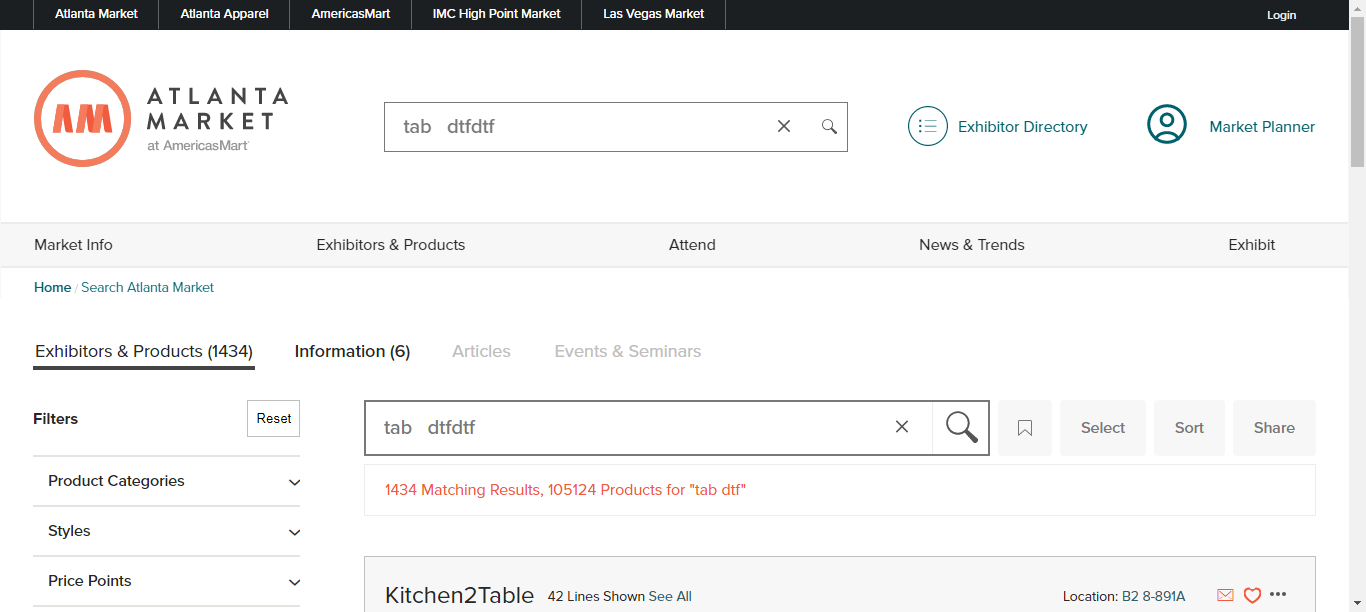 Atlanta Market Atlanta Apparel AmericasMart IMC High Point Market Las Vegas Market Login
ATLANTA
MARKET
at AmericasMart
AM
tab dtfdtf
Exhibitor Directory
Market Planner
Market Info Exhibitors & Products Attend News & Trends Exhibit
Home / Search Atlanta Market
Exhibitors & Products (1434) Information (6) Articles Events & Seminars
Filters Reset
tab dtfdtf
Select Sort Share
Product Categories
1434 Matching Results, 105124 Products for "tab dtf"
Styles
Price Points
Kitchen2Table 42 Lines Shown See All Location: B2 8-891A